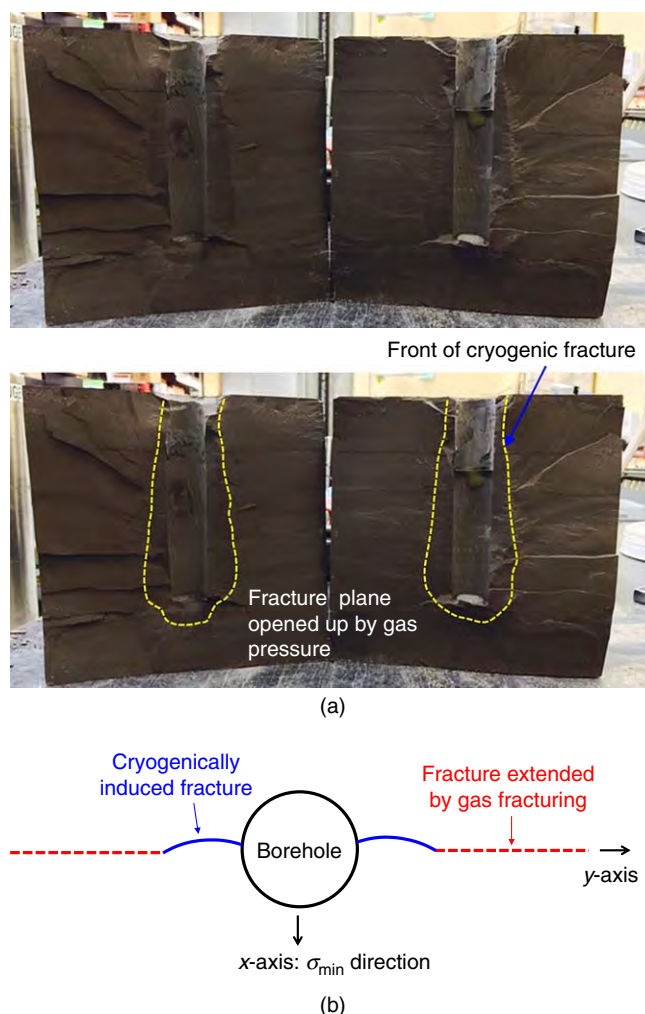 Front of cryogenic fracture
Fracture plane
opened up by gas
pressure
(a)
Cryogenically
induced fracture
Fracture extended
by gas fracturing
Borehole
y-axis
x-axis: σmin direction
(b)